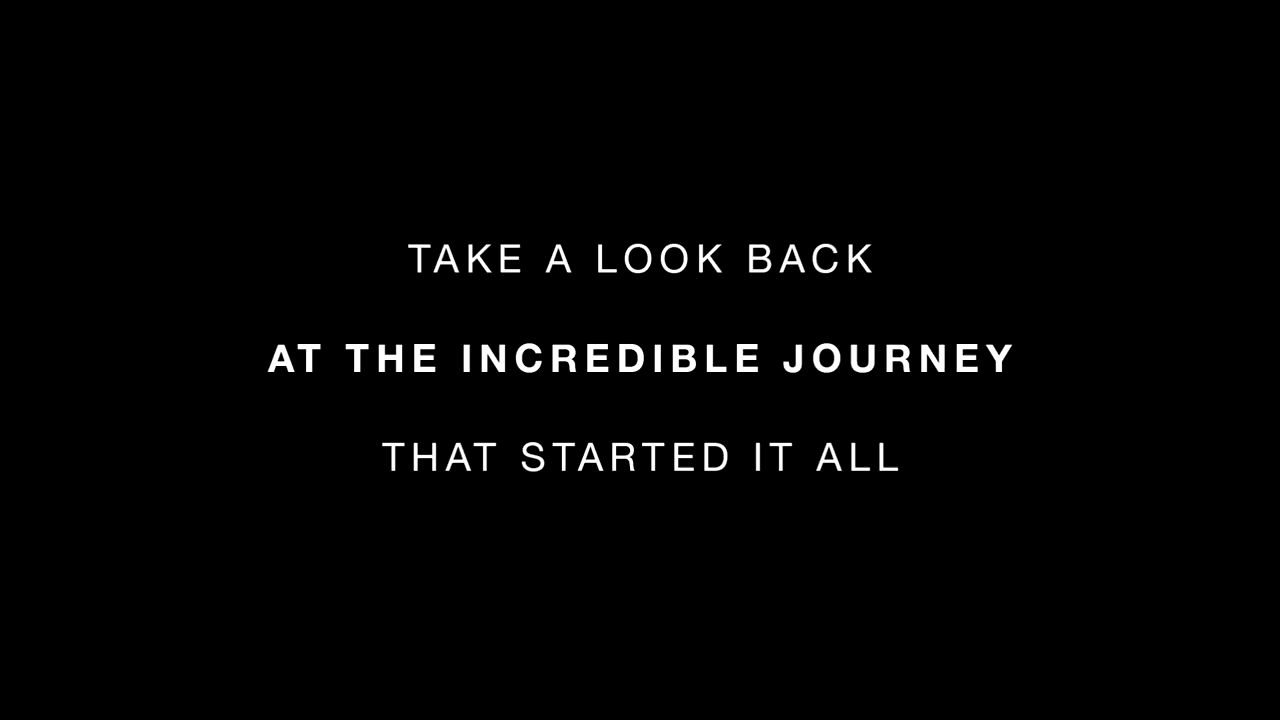 TAKE A LOOK BACK
AT THE INCREDIBLE JOURNEY
THAT STARTED IT ALL